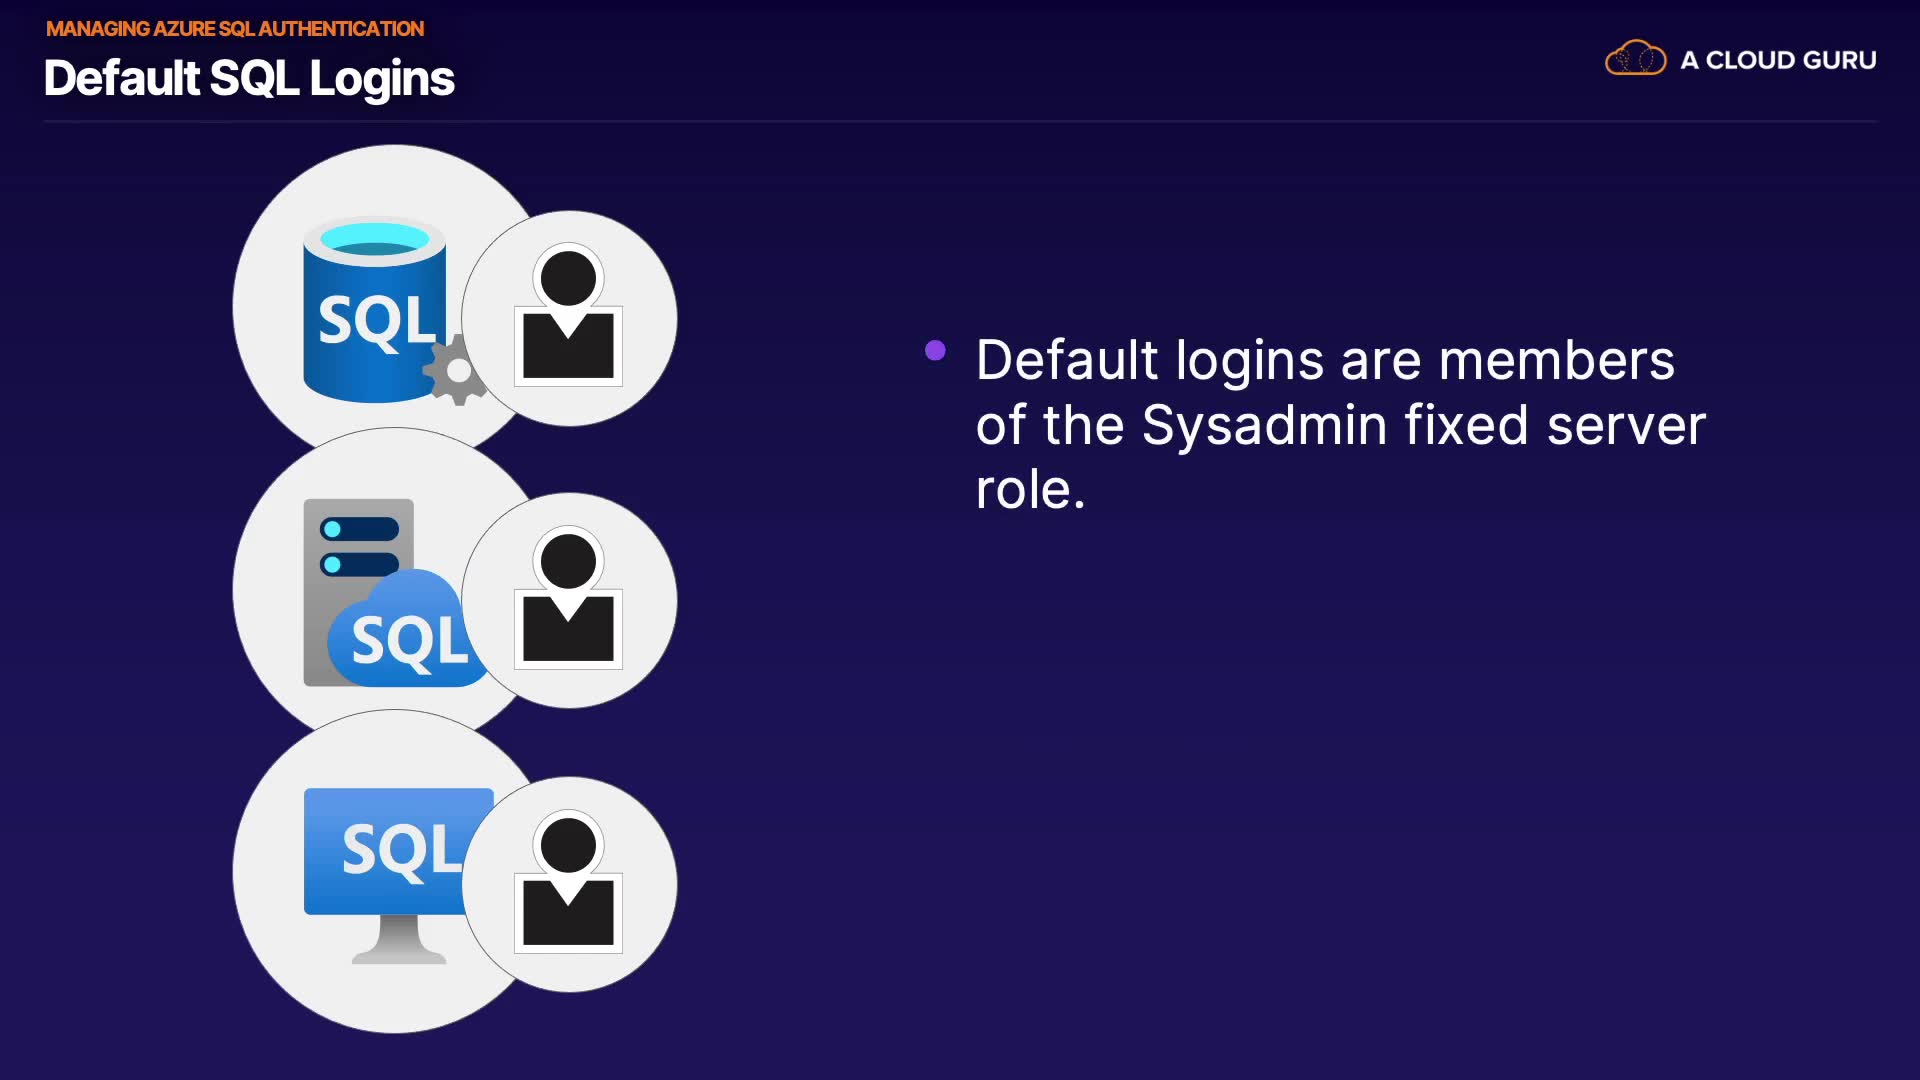 MANAGING AZURE SQL AUTHENTICATION
Default SQL Logins
A CLOUD GURU
SQL
SQL
SQL
Default logins are members
of the Sysadmin fixed server
role.